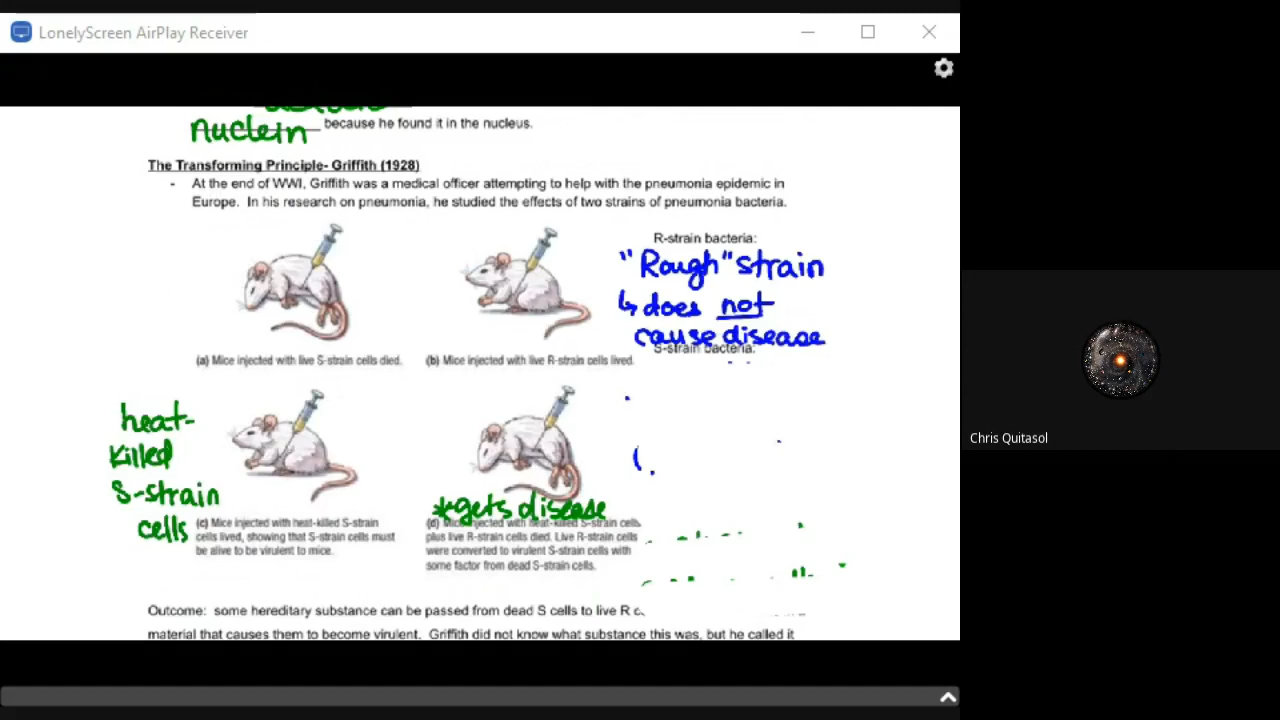 LonelyScreen AirPlay Receiver
nuclein because he found it in the nucleus.
The Transforming Principle- Griffith (1928)
- At the end of WWI, Griffith was a medical officer attempting to help with the pneumonia epidemic in
Europe. In his research on pneumonia, he studied the effects of two strains of pneumonia bacteria.
R-strain bacteria:
"Rough" strain
↳ does not
cause disease
S-strain bacteria:
(a) Mice injected with live S-strain cells died.
(b) Mice injected with live R-strain cells lived.
heat-
killed
S-strain
cells
(c) Mice injected with heat-killed S-strain
cells lived, showing that S-strain cells must
be alive to be virulent to mice.
*gets disease
(d) Mice injected with heat-killed S-strain cells
plus live R-strain cells died. Live R-strain cells
were converted to virulent S-strain cells with
some factor from dead S-strain cells.
Outcome: some hereditary substance can be passed from dead S cells to live R
material that causes them to become virulent. Griffith did not know what substance this was, but he called it
Chris Quitasol